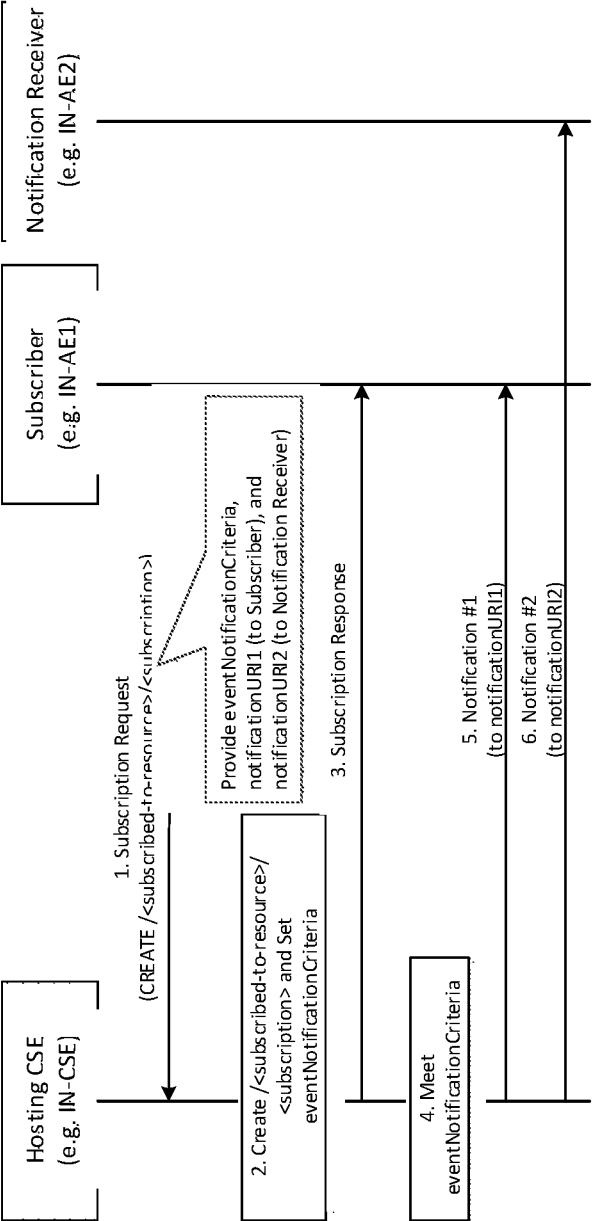 Hosting CSE
(e.g. IN-CSE)
Subscriber
(e.g. IN-AE1)
Notification Receiver
(e.g. IN-AE2)
1. Subscription Request
(CREATE /<subscribed-to-resource>/<subscription>)
Provide eventNotificationCriteria,
notificationURI1 (to Subscriber), and
notificationURI2 (to Notification Receiver)
2. Create /<subscribed-to-resource>/
<subscription> and Set
eventNotificationCriteria
3. Subscription Response
4. Meet
eventNotificationCriteria
5. Notification #1
(to notificationURI1)
6. Notification #2
(to notificationURI2)